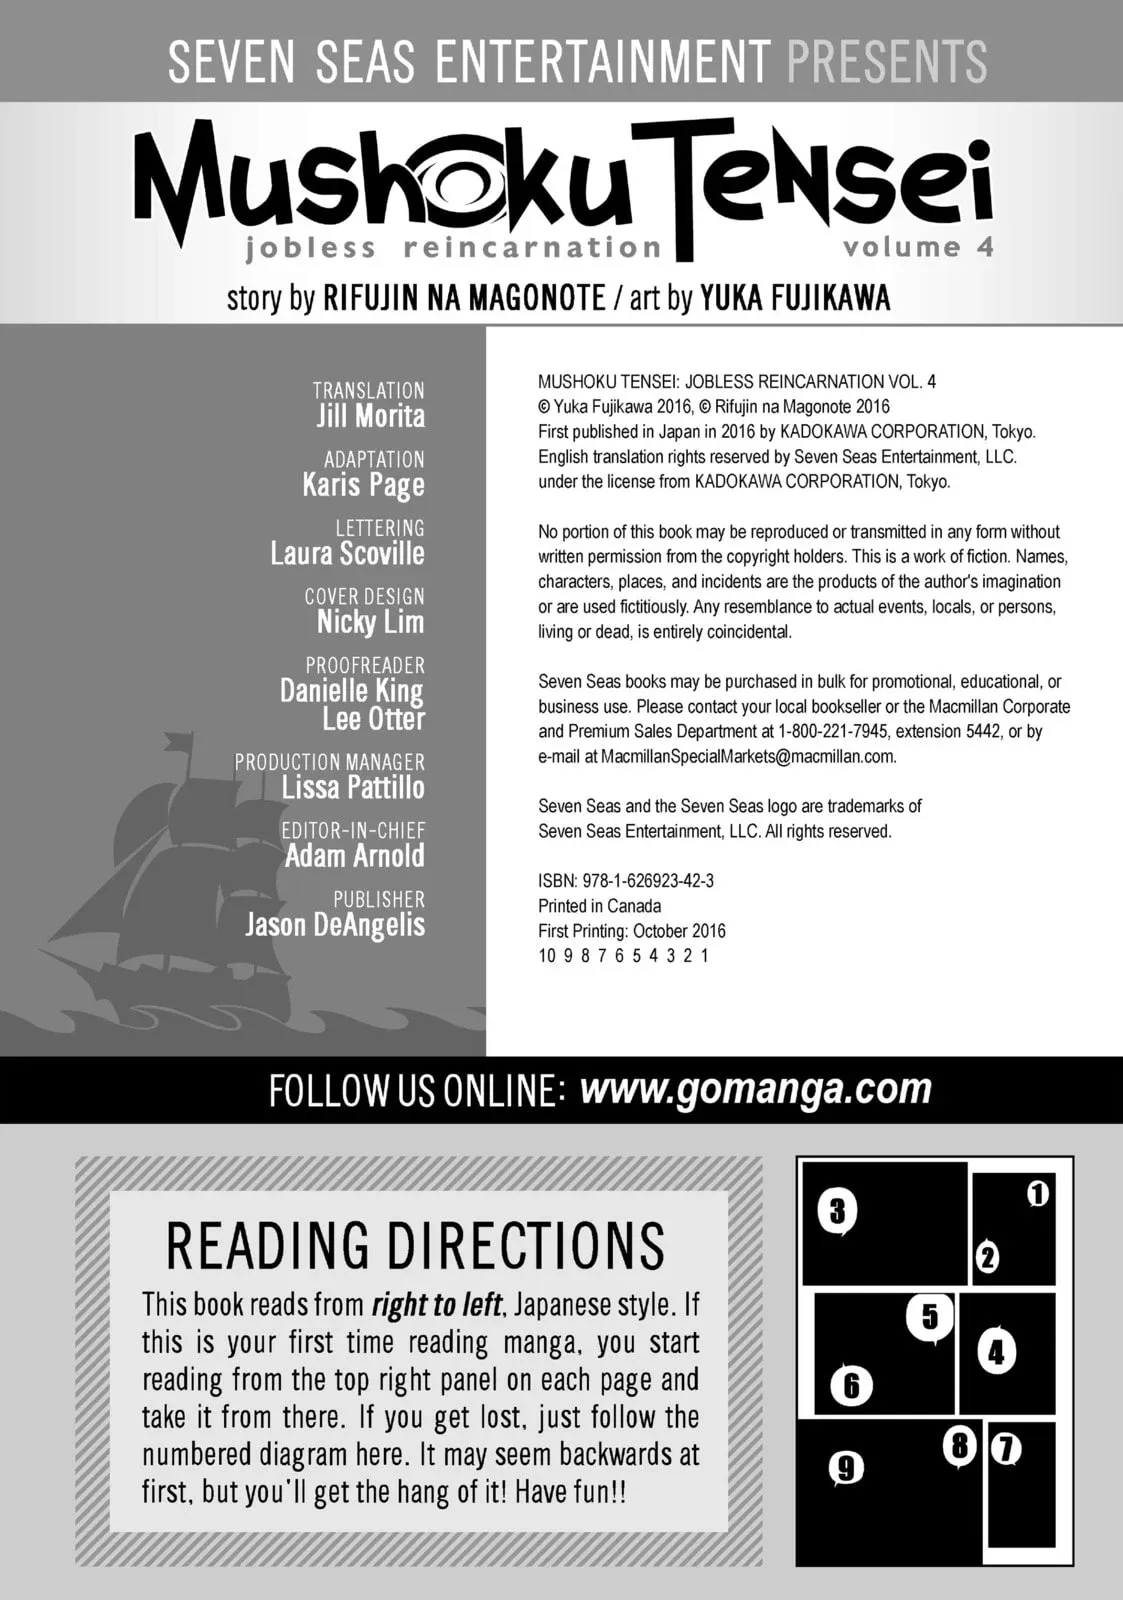 SEVEN SEAS ENTERTAINMENT PRESENTS
MUSHOKU TENSEI
jobless reincarnation volume 4
story by RIFUJIN NA MAGONOTE / art by YUKA FUJIKAWA
TRANSLATION
Jill Morita
ADAPTATION
Karis Page
LETTERING
Laura Scoville
COVER DESIGN
Nicky Lim
PROOFREADER
Danielle King
Lee Otter
PRODUCTION MANAGER
Lissa Pattillo
EDITOR-IN-CHIEF
Adam Arnold
PUBLISHER
Jason DeAngelis
MUSHOKU TENSEI: JOBLESS REINCARNATION VOL. 4
© Yuka Fujikawa 2016, © Rifujin na Magonote 2016
First published in Japan in 2016 by KADOKAWA CORPORATION, Tokyo.
English translation rights reserved by Seven Seas Entertainment, LLC.
under the license from KADOKAWA CORPORATION, Tokyo.
No portion of this book may be reproduced or transmitted in any form without
written permission from the copyright holders. This is a work of fiction. Names,
characters, places, and incidents are the products of the author's imagination
or are used fictitiously. Any resemblance to actual events, locals, or persons,
living or dead, is entirely coincidental.
Seven Seas books may be purchased in bulk for promotional, educational, or
business use. Please contact your local bookseller or the Macmillan Corporate
and Premium Sales Department at 1-800-221-7945, extension 5442, or by
e-mail at MacmillanSpecialMarkets@macmillan.com.
Seven Seas and the Seven Seas logo are trademarks of
Seven Seas Entertainment, LLC. All rights reserved.
ISBN: 978-1-626923-42-3
Printed in Canada
First Printing: October 2016
10 9 8 7 6 5 4 3 2 1
FOLLOW US ONLINE: www.gomanga.com
READING DIRECTIONS
This book reads from right to left, Japanese style. If
this is your first time reading manga, you start
reading from the top right panel on each page and
take it from there. If you get lost, just follow the
numbered diagram here. It may seem backwards at
first, but you'll get the hang of it! Have fun!!
1
2
3
4
5
6
7
8
9